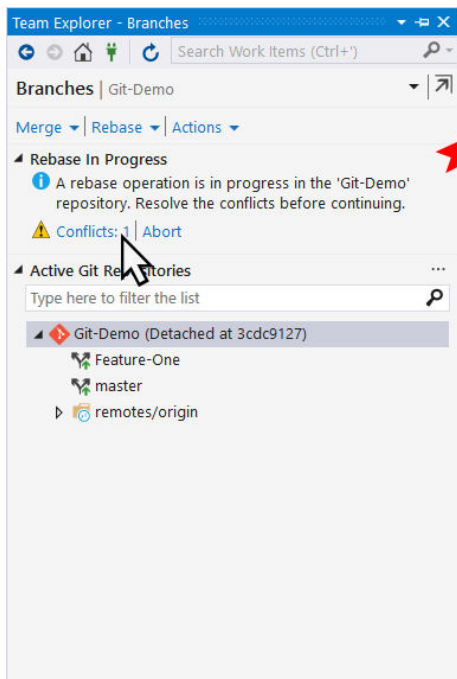 Team Explorer - Branches
Search Work Items (Ctrl+')
Branches | Git-Demo
Merge | Rebase | Actions
Rebase In Progress
A rebase operation is in progress in the 'Git-Demo'
repository. Resolve the conflicts before continuing.
Conflicts: 1 | Abort
Active Git Repositories
Type here to filter the list
Git-Demo (Detached at 3cdc9127)
Feature-One
master
remotes/origin